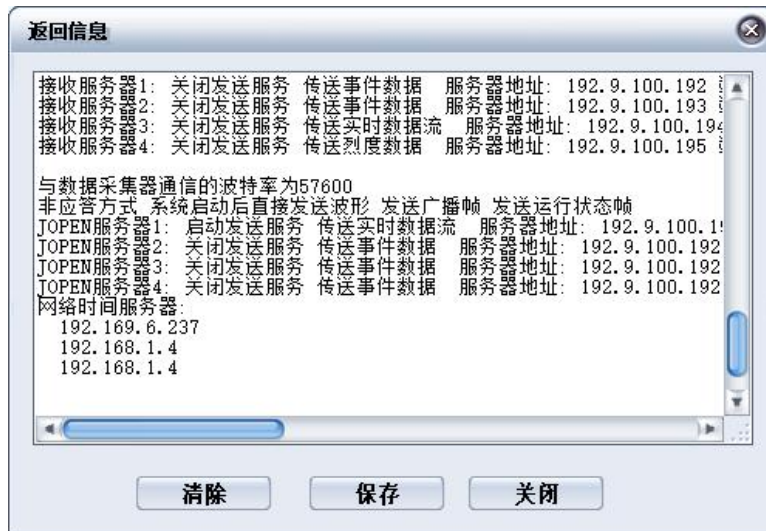 返回信息
接收服务器1: 关闭发送服务 传送事件数据 服务器地址: 192.9.100.192
接收服务器2: 关闭发送服务 传送事件数据 服务器地址: 192.9.100.193
接收服务器3: 关闭发送服务 传送实时数据流 服务器地址: 192.9.100.194
接收服务器4: 关闭发送服务 传送烈度数据 服务器地址: 192.9.100.195
与数据采集器通信的波特率为57600
非应答方式 系统启动后直接发送波形 发送广播帧 发送运行状态帧
JOPEN服务器1: 启动发送服务 传送实时数据流 服务器地址: 192.9.100.1
JOPEN服务器2: 关闭发送服务 传送事件数据 服务器地址: 192.9.100.192
JOPEN服务器3: 关闭发送服务 传送事件数据 服务器地址: 192.9.100.192
JOPEN服务器4: 关闭发送服务 传送事件数据 服务器地址: 192.9.100.192
网络时间服务器:
192.169.6.237
192.168.1.4
192.168.1.4
清除 保存 关闭